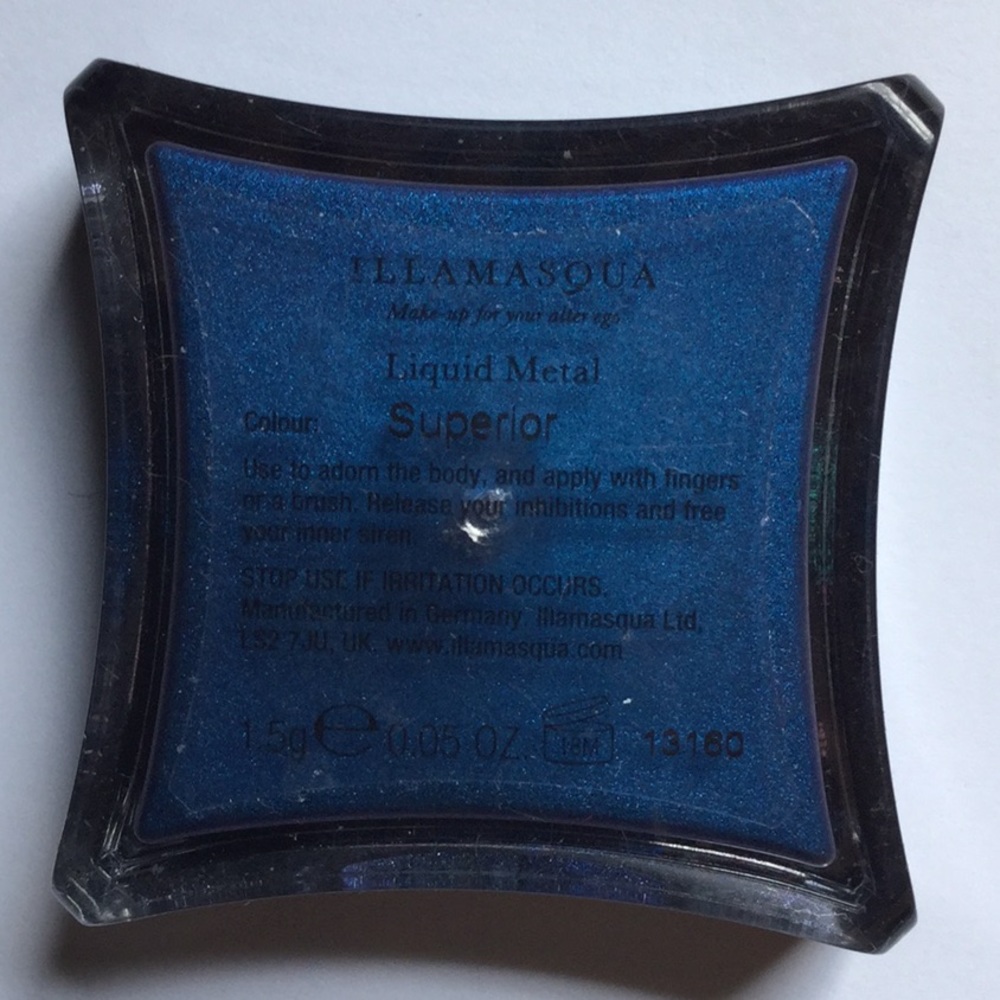 ILLAMASQUA
Make-up for your alter ego
Liquid Metal
Colour: Superior
Use to adorn the body, and apply with fingers
or a brush. Release your inhibitions and free
your inner siren.
STOP USE IF IRRITATION OCCURS.
Manufactured in Germany. Illamasqua Ltd,
LS2 7JU, UK. www.illamasqua.com
1.5g e 0.05 OZ. 18M 13160